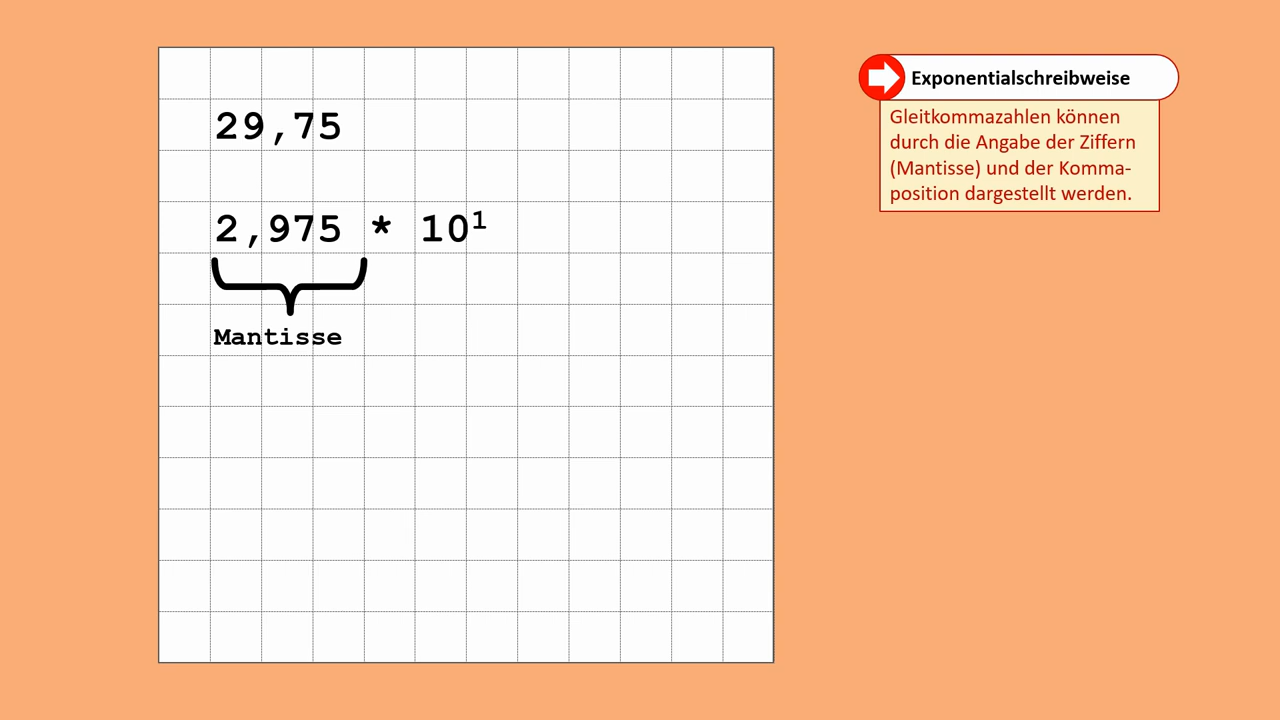 29,75
2,975 * 10¹
Mantisse
Exponentialschreibweise
Gleitkommazahlen können
durch die Angabe der Ziffern
(Mantisse) und der Komma-
position dargestellt werden.